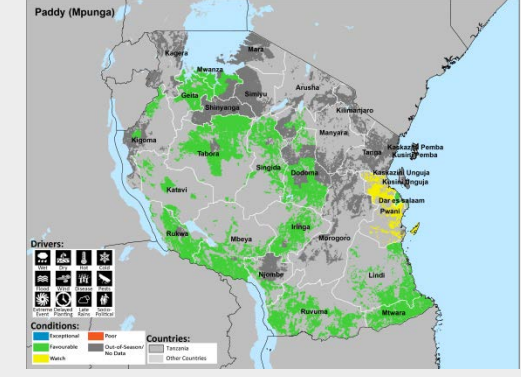 Paddy (Mpunga)
Kagera
Mara
Mwanza
Geita
Simiyu
Arusha
Shinyanga
Kilimanjaro
Manyara
Kigoma
Tabora
Singida
Tanga
Kaskazini Pemba
Kusini Pemba
Dodoma
Kaskazini Unguja
Kusini Unguja
Katavi
Dar es salaam
Pwani
Rukwa
Mbeya
Iringa
Morogoro
Njombe
Lindi
Ruvuma
Mtwara
Drivers:
Wet Dry Hot Cold
Flood Wind Disease Pests
Extreme Event Delayed Planting Late Rains Socio-Political
Conditions:
Exceptional Poor
Favourable Out-of-Season/ No Data
Watch
Countries:
Tanzania
Other Countries